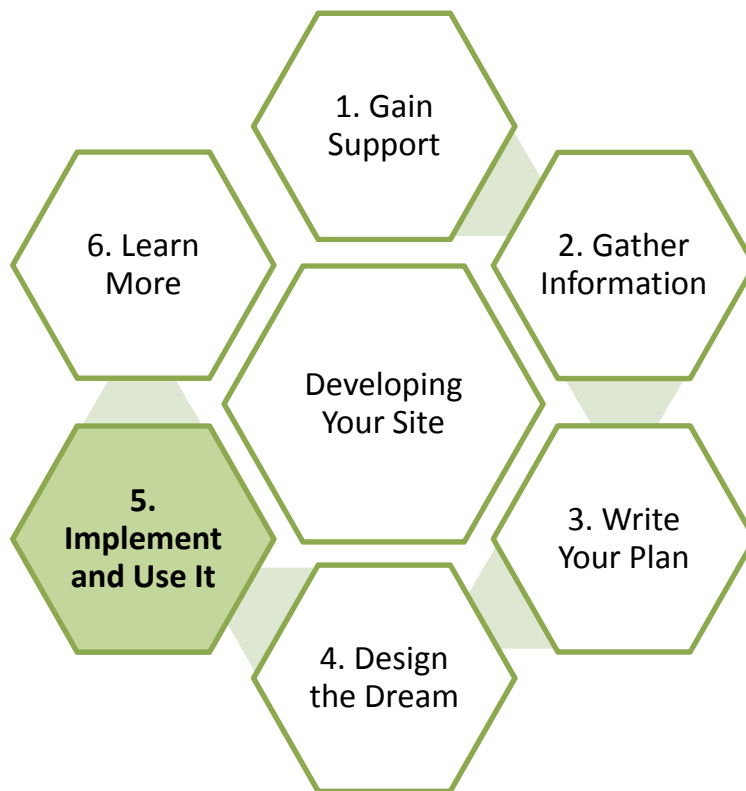 1. Gain
Support
2. Gather
Information
3. Write
Your Plan
4. Design
the Dream
5.
Implement
and Use It
6. Learn
More
Developing
Your Site